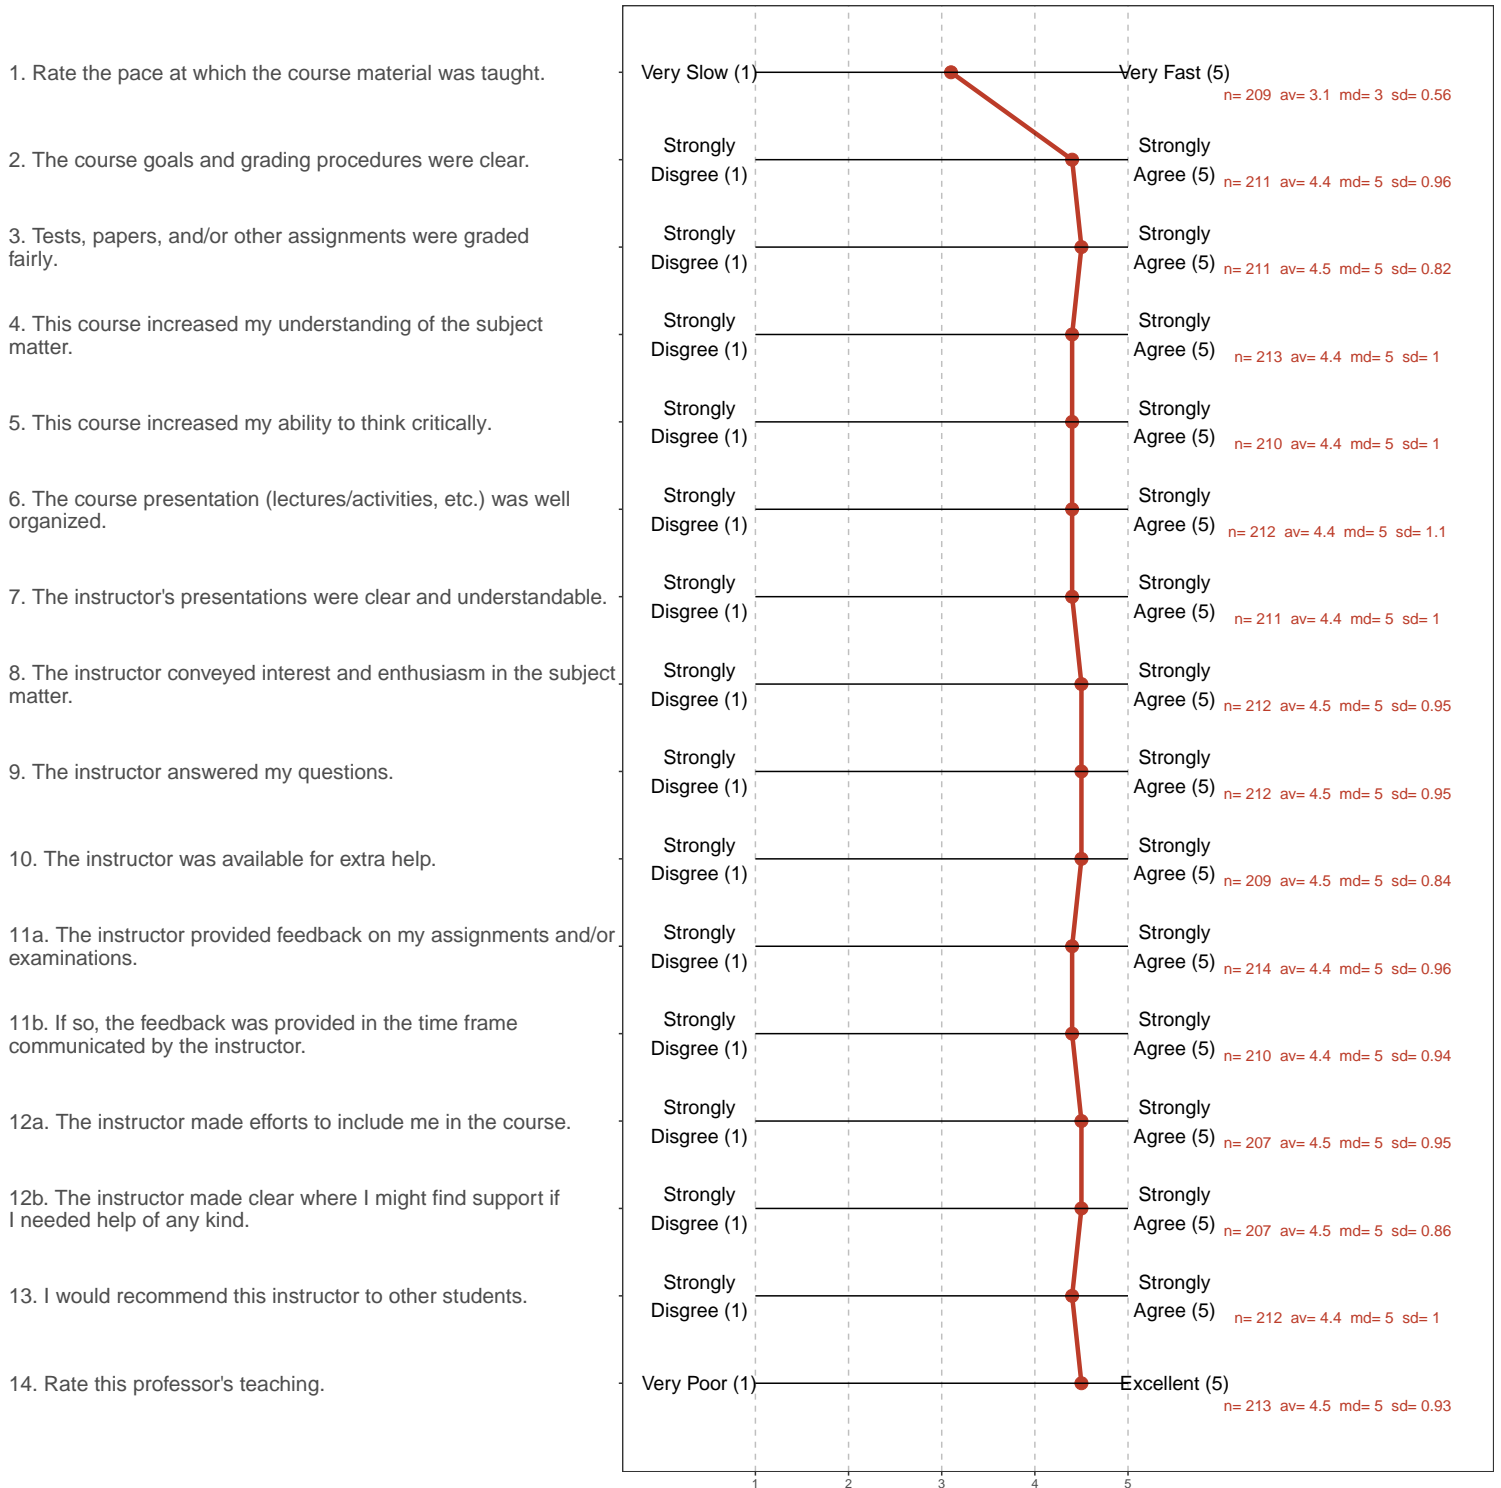 1. Rate the pace at which the course material was taught.
Very Slow (1)
Very Fast (5)
n= 209 av= 3.1 md= 3 sd= 0.56
2. The course goals and grading procedures were clear.
Strongly
Disgree (1)
Strongly
Agree (5)
n= 211 av= 4.4 md= 5 sd= 0.96
3. Tests, papers, and/or other assignments were graded
fairly.
Strongly
Disgree (1)
Strongly
Agree (5)
n= 211 av= 4.5 md= 5 sd= 0.82
4. This course increased my understanding of the subject
matter.
Strongly
Disgree (1)
Strongly
Agree (5)
n= 213 av= 4.4 md= 5 sd= 1
5. This course increased my ability to think critically.
Strongly
Disgree (1)
Strongly
Agree (5)
n= 210 av= 4.4 md= 5 sd= 1
6. The course presentation (lectures/activities, etc.) was well
organized.
Strongly
Disgree (1)
Strongly
Agree (5)
n= 212 av= 4.4 md= 5 sd= 1.1
7. The instructor's presentations were clear and understandable.
Strongly
Disgree (1)
Strongly
Agree (5)
n= 211 av= 4.4 md= 5 sd= 1
8. The instructor conveyed interest and enthusiasm in the subject
matter.
Strongly
Disgree (1)
Strongly
Agree (5)
n= 212 av= 4.5 md= 5 sd= 0.95
9. The instructor answered my questions.
Strongly
Disgree (1)
Strongly
Agree (5)
n= 212 av= 4.5 md= 5 sd= 0.95
10. The instructor was available for extra help.
Strongly
Disgree (1)
Strongly
Agree (5)
n= 209 av= 4.5 md= 5 sd= 0.84
11a. The instructor provided feedback on my assignments and/or
examinations.
Strongly
Disgree (1)
Strongly
Agree (5)
n= 214 av= 4.4 md= 5 sd= 0.96
11b. If so, the feedback was provided in the time frame
communicated by the instructor.
Strongly
Disgree (1)
Strongly
Agree (5)
n= 210 av= 4.4 md= 5 sd= 0.94
12a. The instructor made efforts to include me in the course.
Strongly
Disgree (1)
Strongly
Agree (5)
n= 207 av= 4.5 md= 5 sd= 0.95
12b. The instructor made clear where I might find support if
I needed help of any kind.
Strongly
Disgree (1)
Strongly
Agree (5)
n= 207 av= 4.5 md= 5 sd= 0.86
13. I would recommend this instructor to other students.
Strongly
Disgree (1)
Strongly
Agree (5)
n= 212 av= 4.4 md= 5 sd= 1
14. Rate this professor's teaching.
Very Poor (1)
Excellent (5)
n= 213 av= 4.5 md= 5 sd= 0.93
1 2 3 4 5